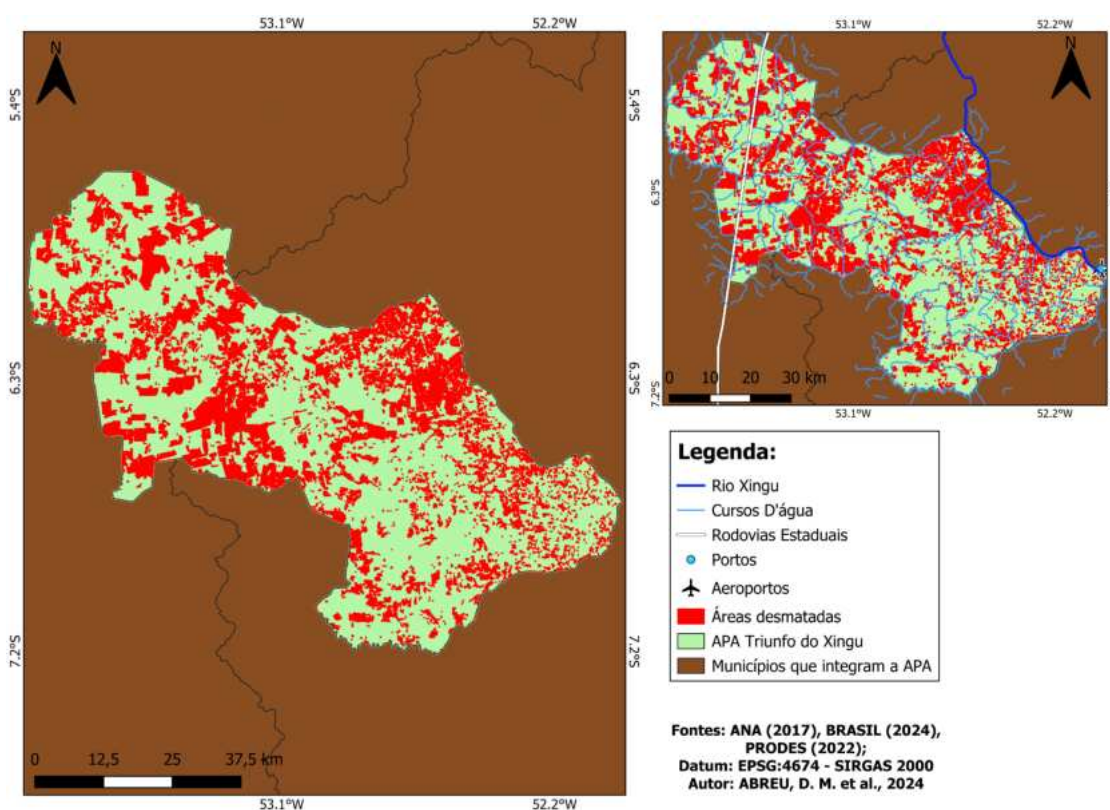 53.1°W 52.2°W
N
5.4°S 5.4°S
6.3°S 6.3°S
7.2°S 7.2°S
0 12,5 25 37,5 km
53.1°W 52.2°W
53.1°W 52.2°W
N
6.3°S
7.2°S
0 10 20 30 km
53.1°W 52.2°W
Legenda:
Rio Xingu
Cursos D'água
Rodovias Estaduais
Portos
Aeroportos
Áreas desmatadas
APA Triunfo do Xingu
Municípios que integram a APA
Fontes: ANA (2017), BRASIL (2024),
PRODES (2022);
Datum: EPSG:4674 - SIRGAS 2000
Autor: ABREU, D. M. et al., 2024